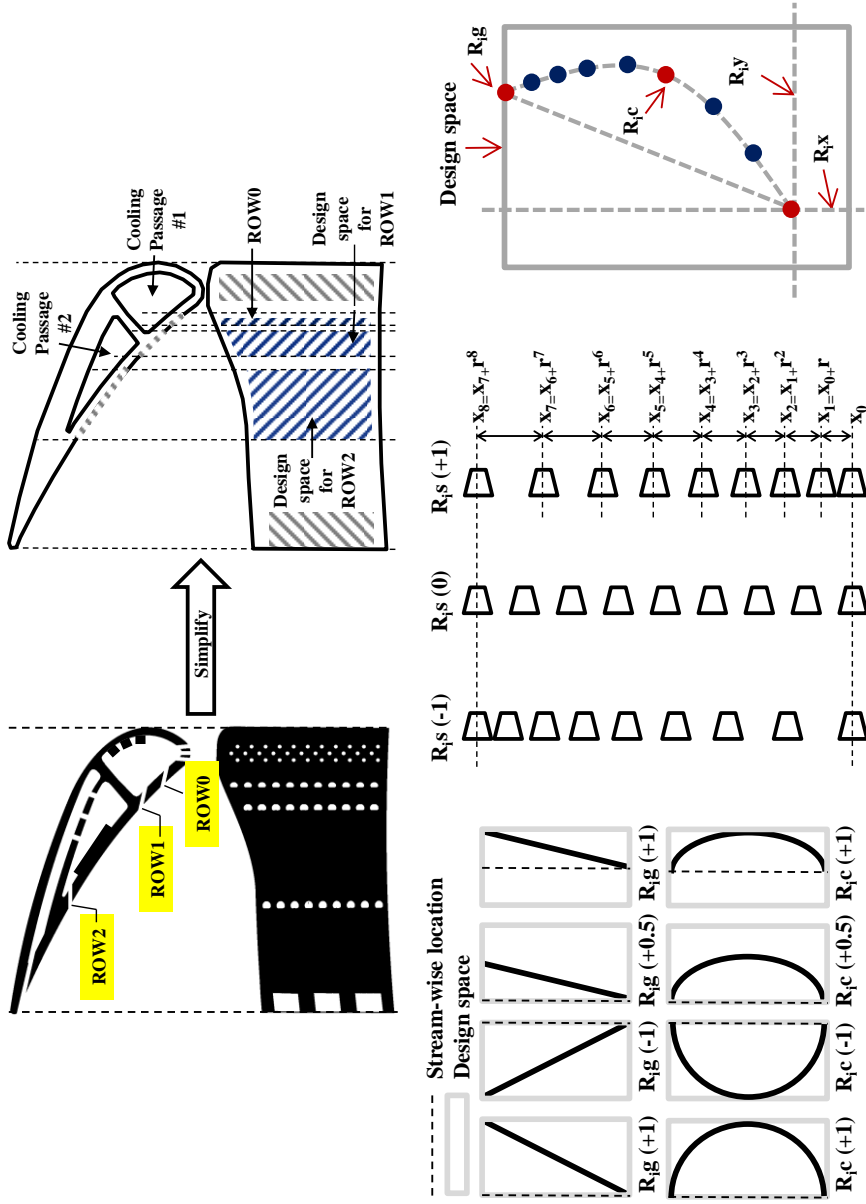 ROW2
ROW1
ROW0
Simplify
Cooling
Passage
#2
Cooling
Passage
#1
ROW0
Design
space
for
ROW1
Design
space
for
ROW2
Stream-wise location
Design space
Rᵢg (+1)
Rᵢg (-1)
Rᵢg (+0.5)
Rᵢg (+1)
Rᵢc (+1)
Rᵢc (-1)
Rᵢc (+0.5)
Rᵢc (+1)
Rᵢs (-1)
Rᵢs (0)
Rᵢs (+1)
x₈₌x₇₊r⁸
x₇₌x₆₊r⁷
x₆₌x₅₊r⁶
x₅₌x₄₊r⁵
x₄₌x₃₊r⁴
x₃₌x₂₊r³
x₂₌x₁₊r²
x₁₌x₀₊r
x₀
Design space
Rᵢg
Rᵢc
Rᵢy
Rᵢx